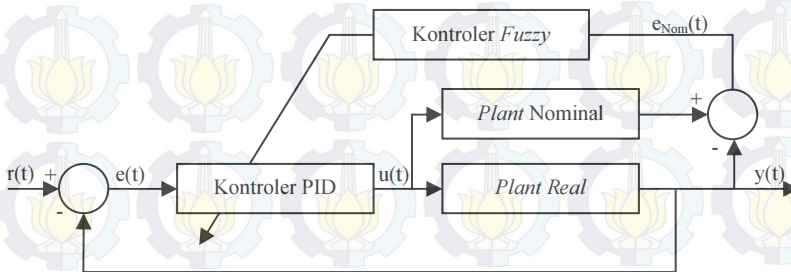 Kontroler Fuzzy
e_Nom(t)
Plant Nominal
+
-
r(t)
+
-
e(t)
Kontroler PID
u(t)
Plant Real
y(t)